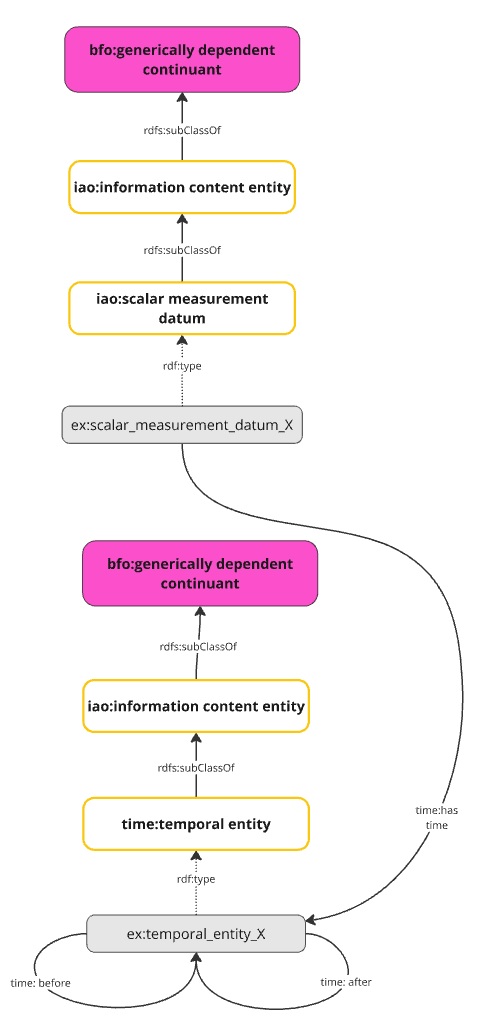 bfo:generically dependent
continuant
rdfs:subClassOf
iao:information content entity
rdfs:subClassOf
iao:scalar measurement
datum
rdf:type
ex:scalar_measurement_datum_X
bfo:generically dependent
continuant
rdfs:subClassOf
iao:information content entity
rdfs:subClassOf
time:has
time
time:temporal entity
rdf:type
ex:temporal_entity_X
time: before
time: after